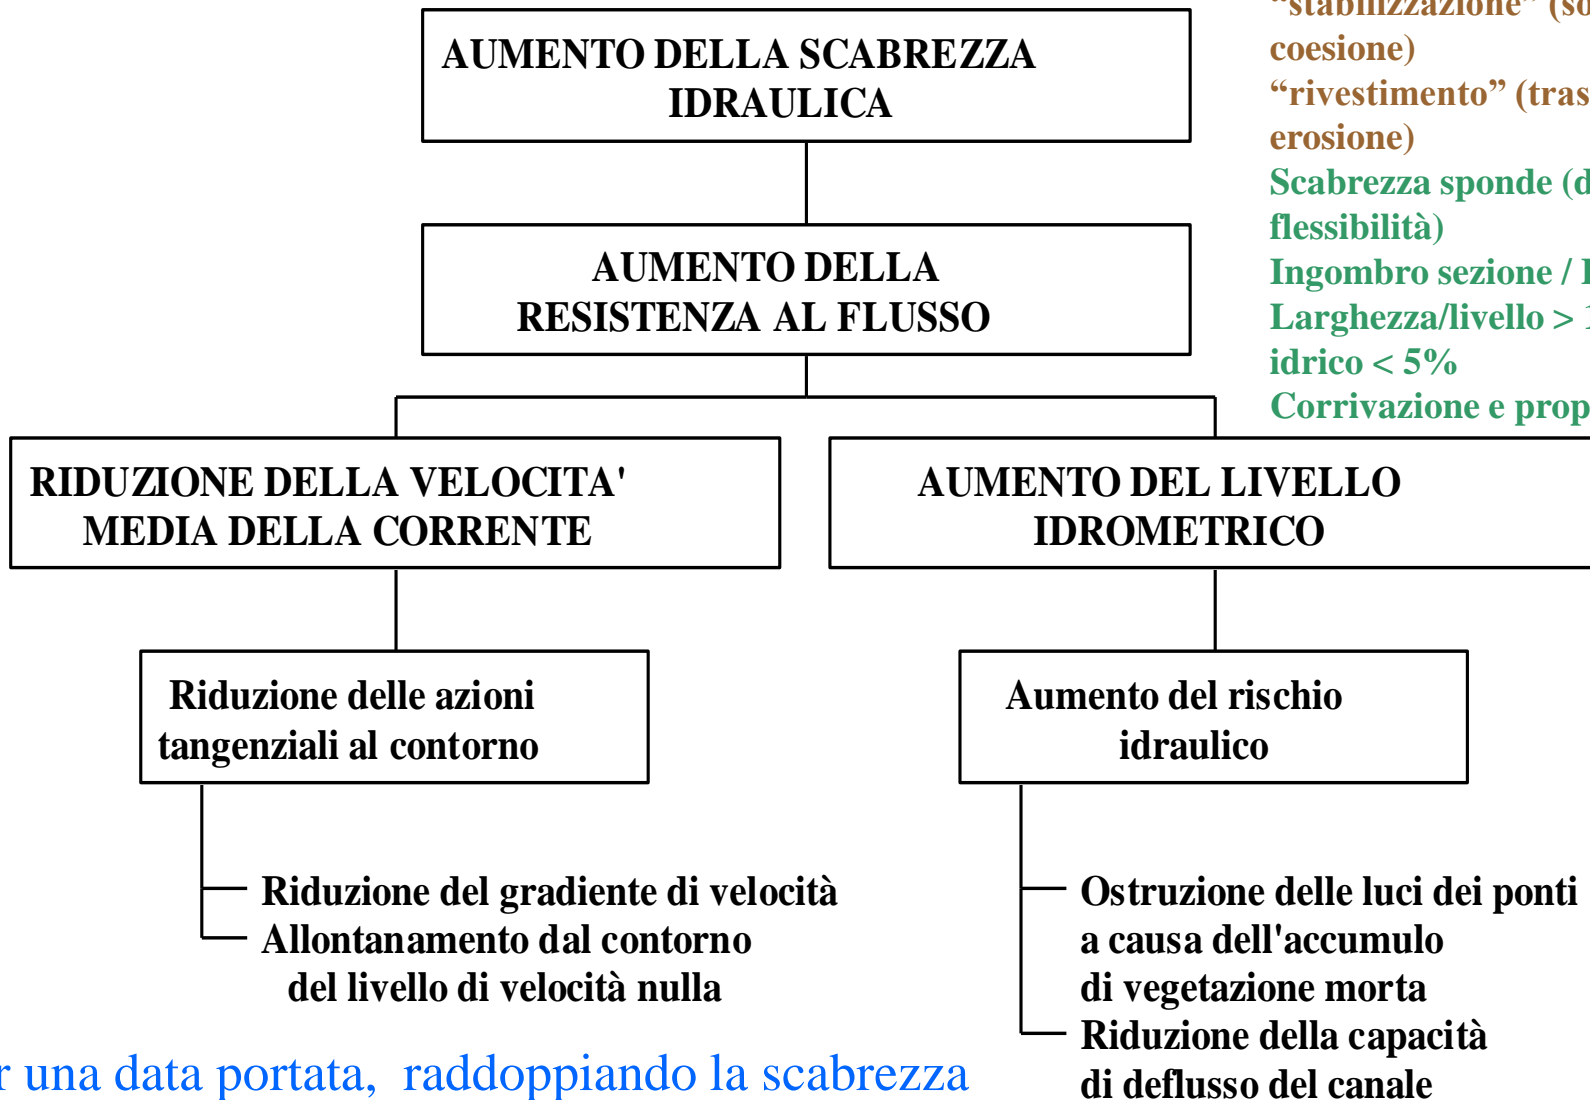 AUMENTO DELLA SCABREZZA
IDRAULICA
AUMENTO DELLA
RESISTENZA AL FLUSSO
RIDUZIONE DELLA VELOCITA'
MEDIA DELLA CORRENTE
AUMENTO DEL LIVELLO
IDROMETRICO
Riduzione delle azioni
tangenziali al contorno
Aumento del rischio
idraulico
Riduzione del gradiente di velocità
Allontanamento dal contorno
del livello di velocità nulla
Ostruzione delle luci dei ponti
a causa dell'accumulo
di vegetazione morta
Riduzione della capacità
di deflusso del canale
“stabilizzazione”
coesione)
“rivestimento”
erosione)
Scabrezza sponde
flessibilità)
Ingombro sezione /
Larghezza/livello >
idrico < 5%
Corrivazione e
una data portata, raddoppiando la scabrezza